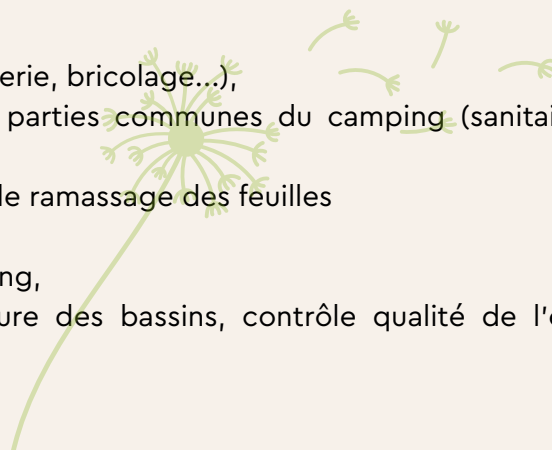 erie, bricolage...),
parties communes du camping (sanitai
le ramassage des feuilles
ng,
ure des bassins, contrôle qualité de l'